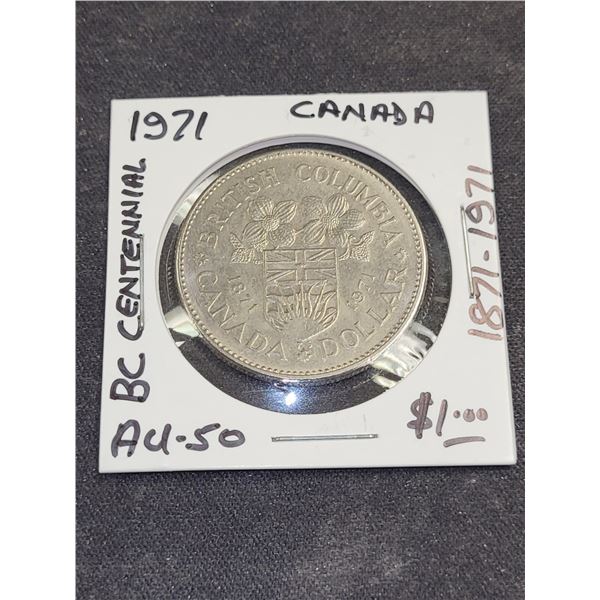 1971
CANADA
BC CENTENNIAL
1871-1971
BRITISH COLUMBIA
1871
1971
CANADA
DOLLAR
AU-50
$1.00